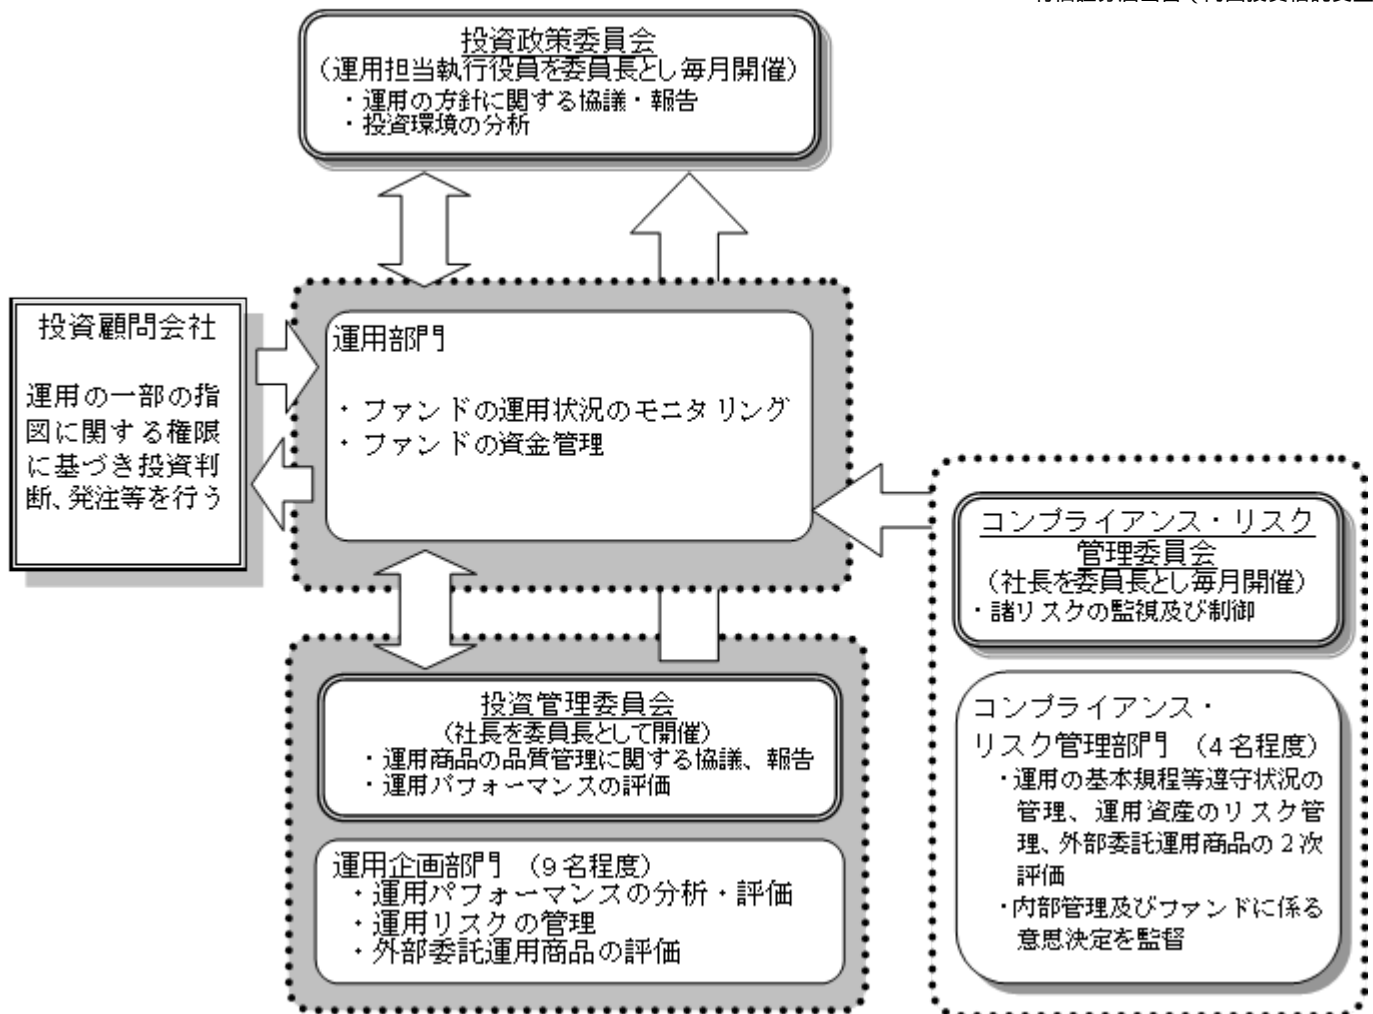 投資政策委員会
（運用担当執行役員を委員長とし毎月開催）
・運用の方針に関する協議・報告
・投資環境の分析
投資顧問会社
運用の一部の指
図に関する権限
に基づき投資判
断、発注等を行う
運用部門
・ファンドの運用状況のモニタリング
・ファンドの資金管理
コンプライアンス・リスク
管理委員会
（社長を委員長とし毎月開催）
・諸リスクの監視及び制御
投資管理委員会
（社長を委員長として開催）
・運用商品の品質管理に関する協議、報告
・運用パフォーマンスの評価
運用企画部門 （9名程度）
・運用パフォーマンスの分析・評価
・運用リスクの管理
・外部委託運用商品の評価
コンプライアンス・
リスク管理部門 （4名程度）
・運用の基本規程等遵守状況の
管理、運用資産のリスク管
理、外部委託運用商品の2次
評価
・内部管理及びファンドに係る
意思決定を監督